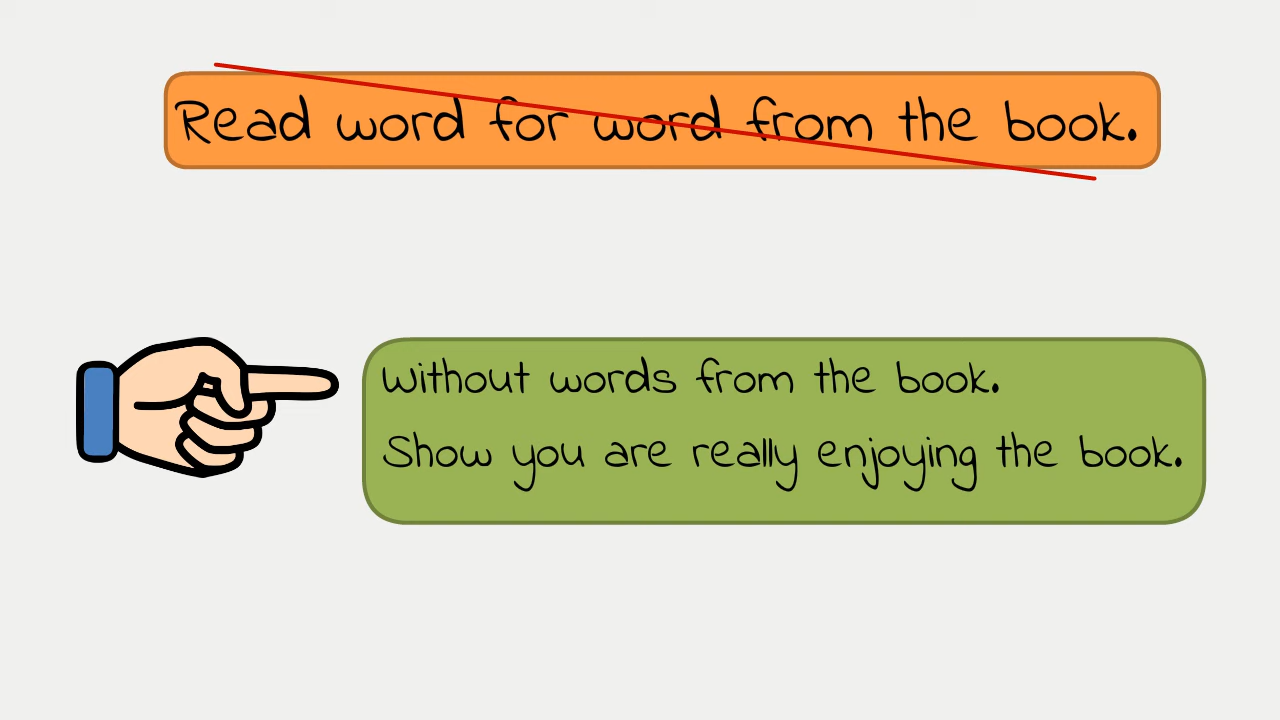 Read word for word from the book.
Without words from the book.
Show you are really enjoying the book.